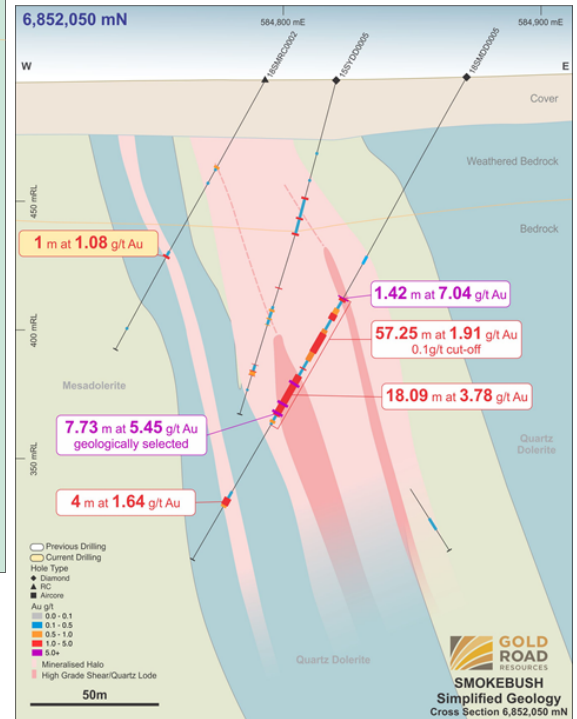 6,852,050 mN
584,800 mE
584,900 mE
W
E
18SMRC0002
15SYDD0005
18SMDD0005
Cover
Weathered Bedrock
Bedrock
450 mRL
400 mRL
350 mRL
1 m at 1.08 g/t Au
1.42 m at 7.04 g/t Au
57.25 m at 1.91 g/t Au
0.1g/t cut-off
18.09 m at 3.78 g/t Au
Mesadolerite
7.73 m at 5.45 g/t Au
geologically selected
Quartz
Dolerite
4 m at 1.64 g/t Au
Previous Drilling
Current Drilling
Hole Type
Diamond
RC
Aircore
Au g/t
0.0 - 0.1
0.1 - 0.5
0.5 - 1.0
1.0 - 5.0
5.0+
Mineralised Halo
High Grade Shear/Quartz Lode
50m
Quartz Dolerite
GOLD
ROAD
RESOURCES
SMOKEBUSH
Simplified Geology
Cross Section 6,852,050 mN